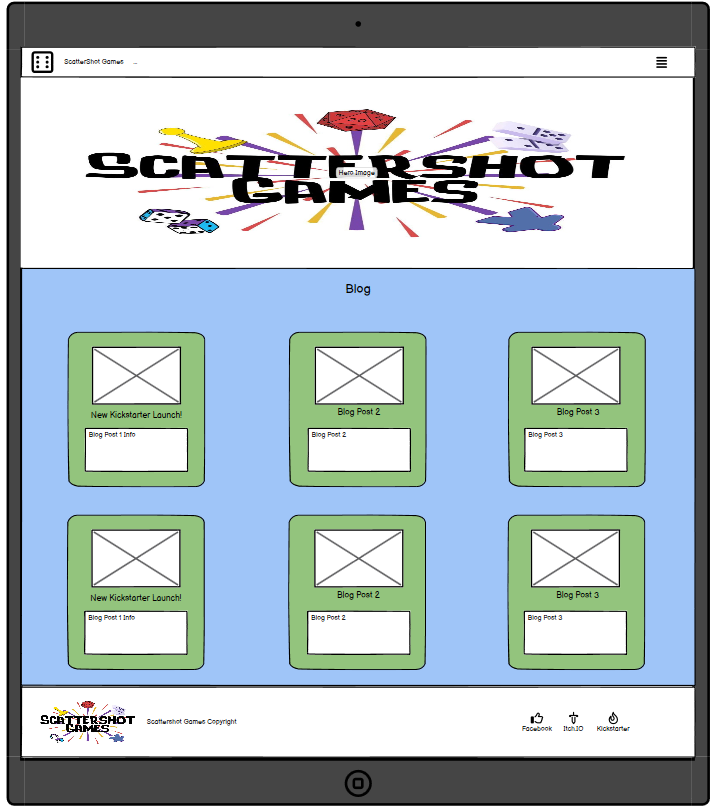 ScatterShot Games ...
SCATTERSHOT
Hero Image
GAMES
Blog
New Kickstarter Launch!
Blog Post 1 Info
Blog Post 2
Blog Post 2
Blog Post 3
Blog Post 3
New Kickstarter Launch!
Blog Post 1 Info
Blog Post 2
Blog Post 2
Blog Post 3
Blog Post 3
SCATTERSHOT
GAMES
Scattershot Games Copyright
Facebook
Itch.IO
Kickstarter